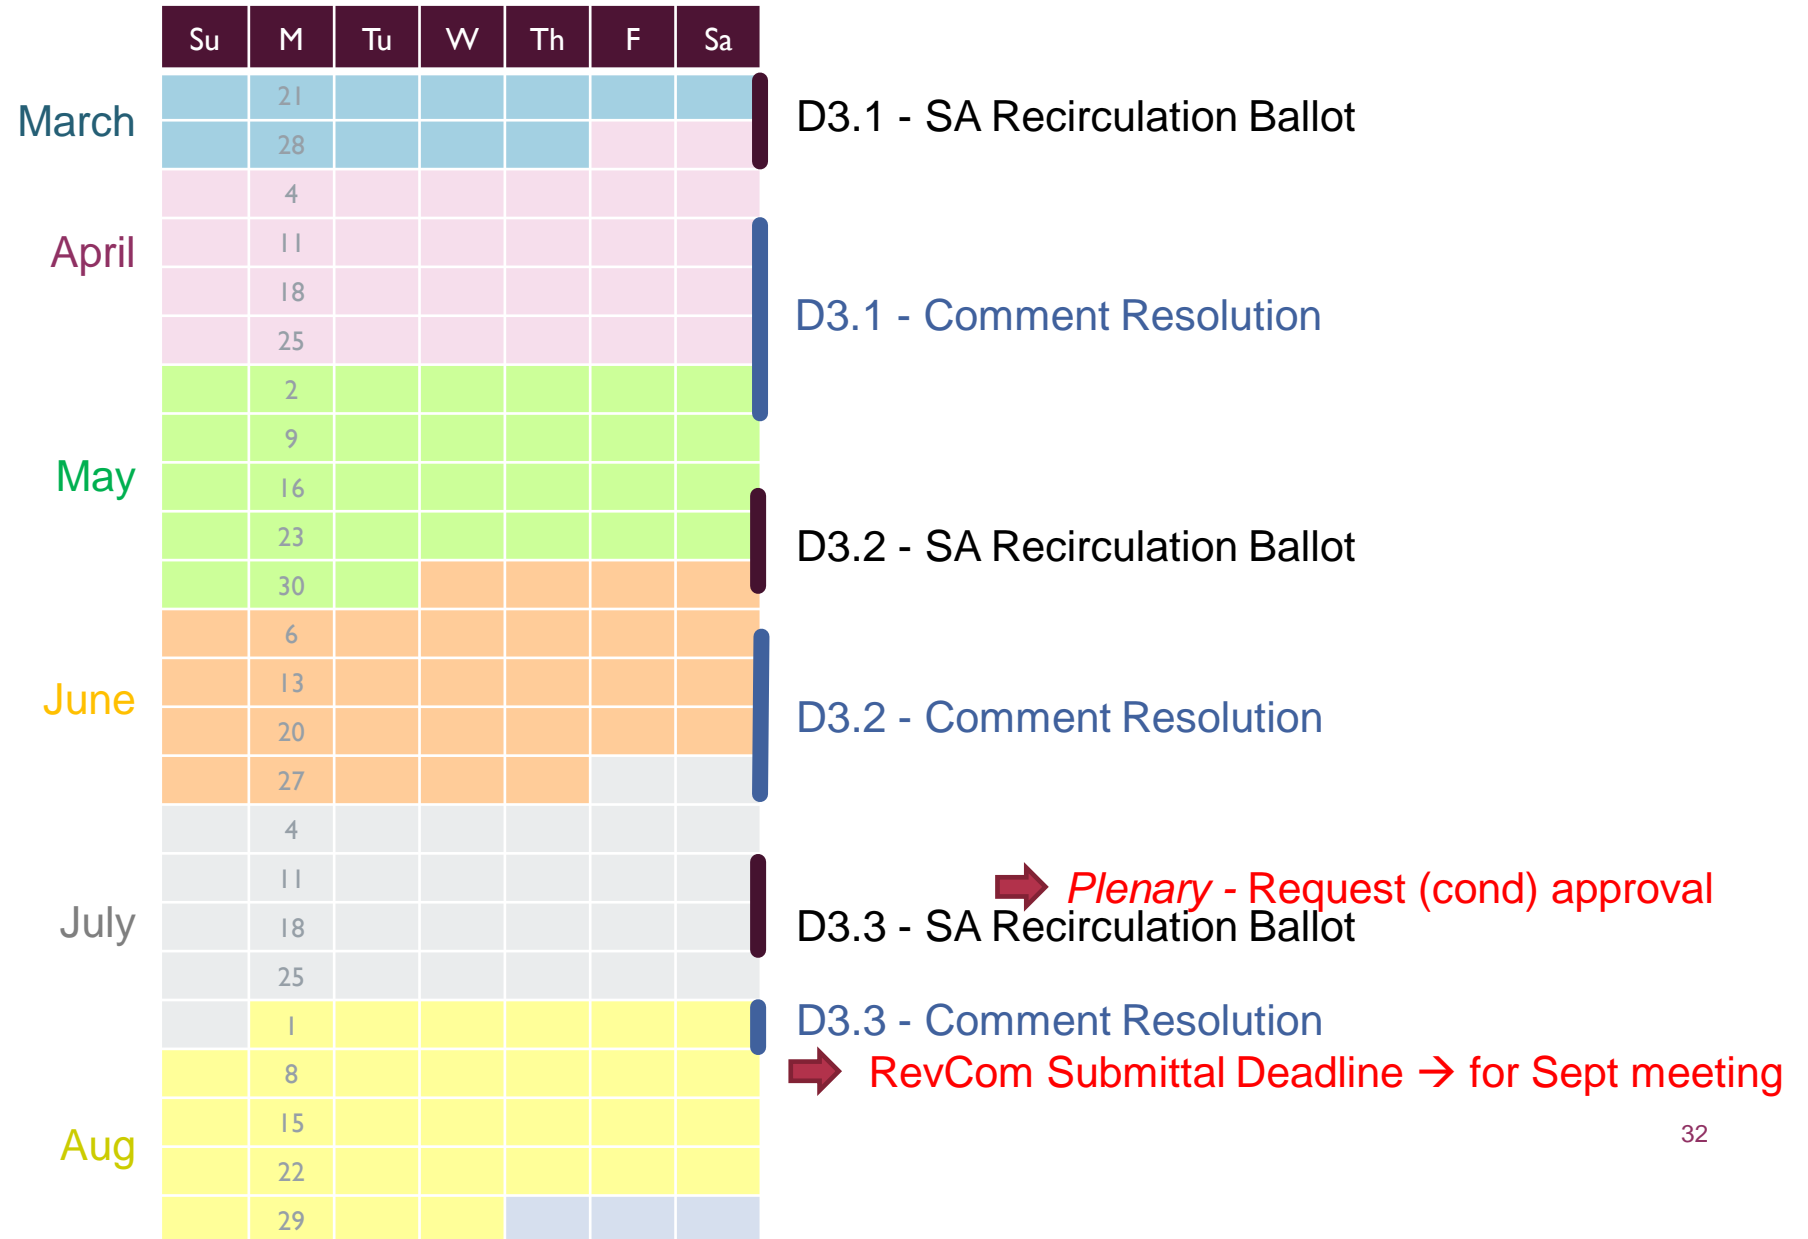 Su M Tu W Th F Sa
21
March
D3.1 - SA Recirculation Ballot
28
4
April
11
18
D3.1 - Comment Resolution
25
2
9
May
16
23
D3.2 - SA Recirculation Ballot
30
6
13
June
20
D3.2 - Comment Resolution
27
4
11
Plenary - Request (cond) approval
July
18
D3.3 - SA Recirculation Ballot
25
1
D3.3 - Comment Resolution
8
RevCom Submittal Deadline → for Sept meeting
15
32
Aug
22
29